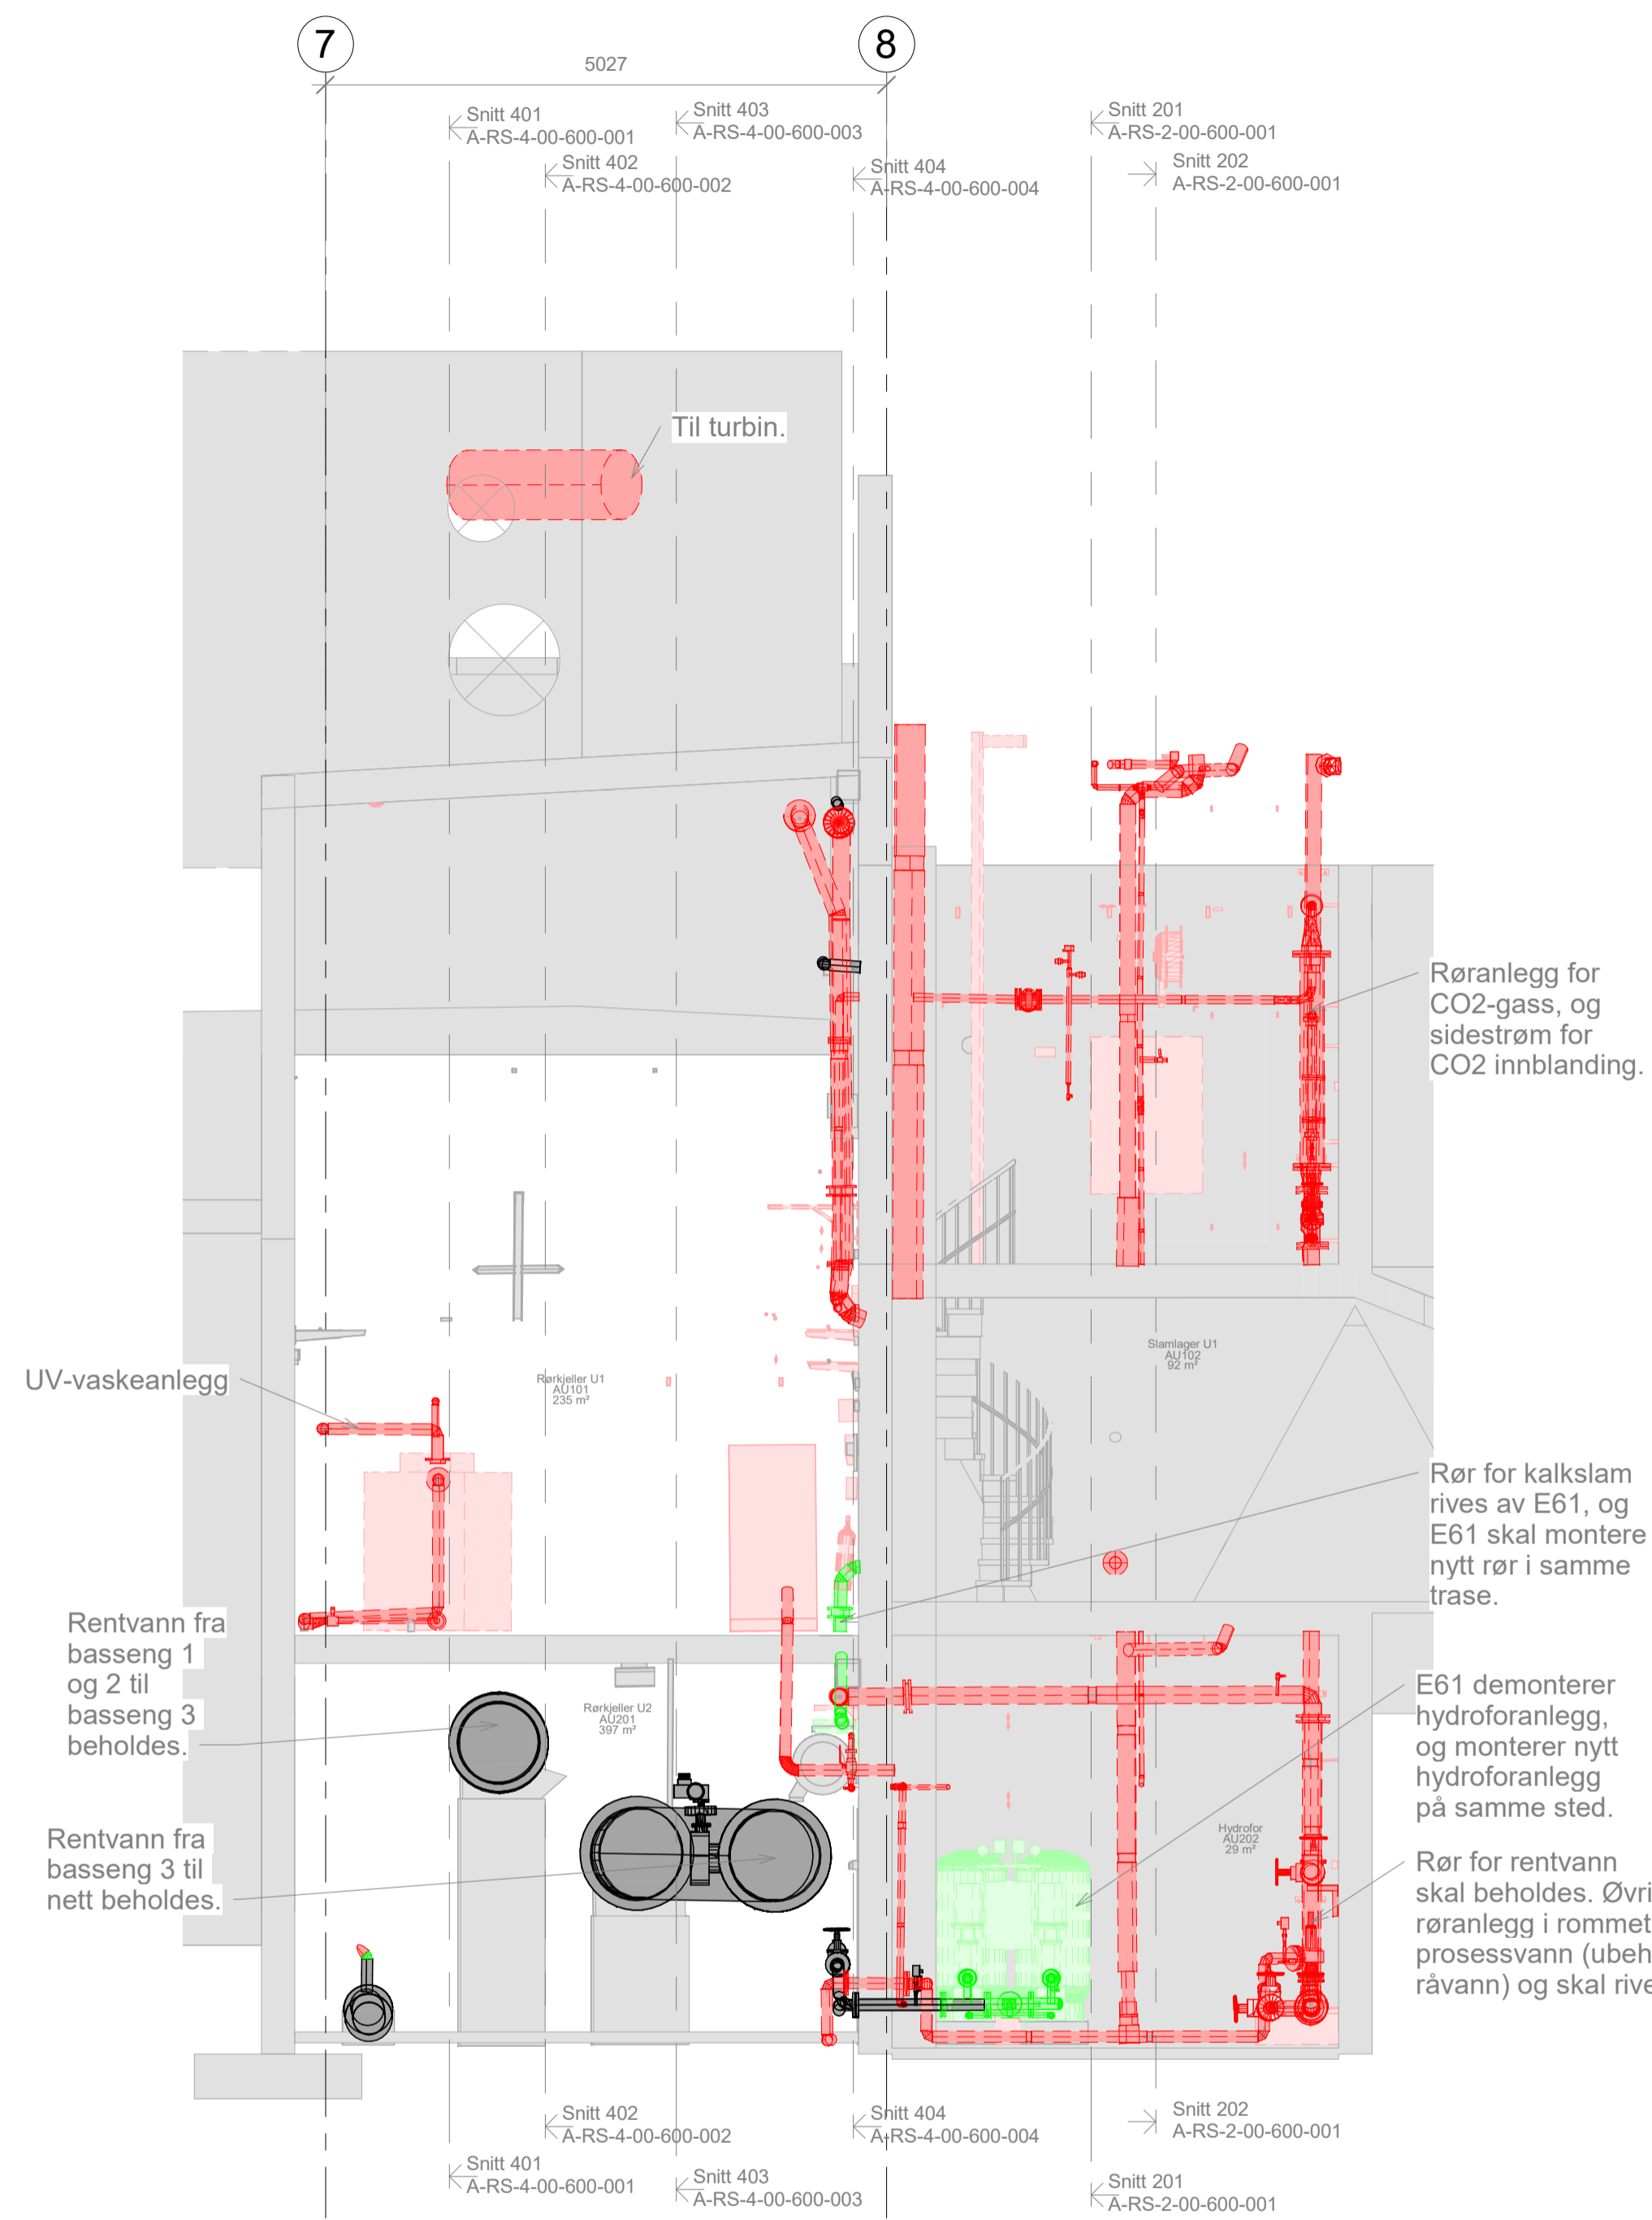 7
8
5027
Snitt 401
A-RS-4-00-600-001
Snitt 403
A-RS-4-00-600-003
Snitt 201
A-RS-2-00-600-001
Snitt 402
A-RS-4-00-600-002
Snitt 404
A-RS-4-00-600-004
Snitt 202
A-RS-2-00-600-001
Til turbin.
Røranlegg for
CO2-gass, og
sidestrøm for
CO2 innblanding.
Slamlager U1
AU102
92 m²
UV-vaskeanlegg
Rørkjeller U1
AU101
235 m²
Rør for kalkslam
rives av E61, og
E61 skal montere
nytt rør i samme
trase.
Rentvann fra
basseng 1
og 2 til
basseng 3
beholdes.
Rørkjeller U2
AU201
397 m²
E61 demonterer
hydroforanlegg,
og monterer nytt
hydroforanlegg
på samme sted.
Rentvann fra
basseng 3 til
nett beholdes.
Hydrofor
AU202
29 m²
Rør for rentvann
skal beholdes. Øvri
røranlegg i rommet
prosessvann (ubeh
råvann) og skal rive
Snitt 402
A-RS-4-00-600-002
Snitt 404
A-RS-4-00-600-004
Snitt 202
A-RS-2-00-600-001
Snitt 401
A-RS-4-00-600-001
Snitt 403
A-RS-4-00-600-003
Snitt 201
A-RS-2-00-600-001